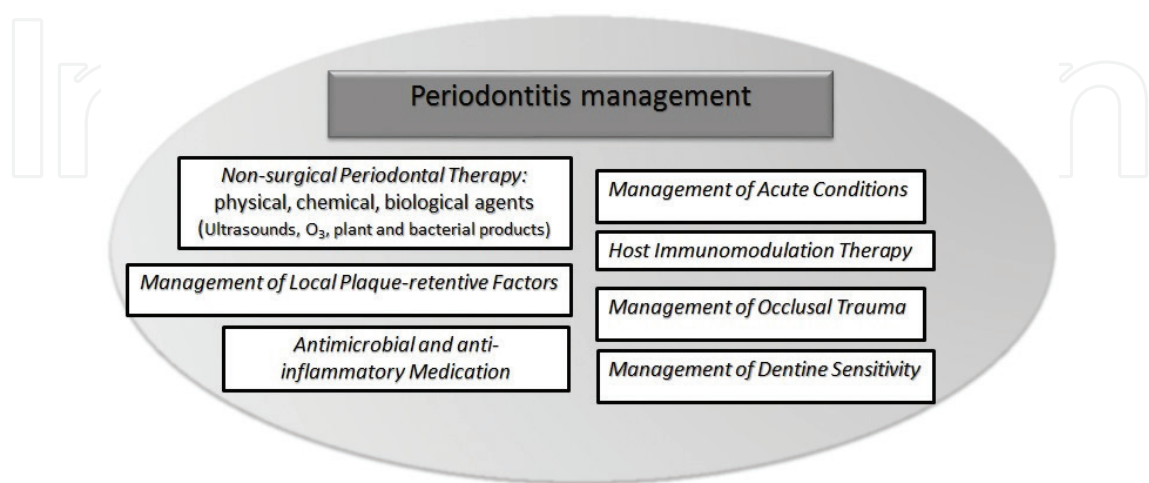 Periodontitis management
Non-surgical Periodontal Therapy:
physical, chemical, biological agents
(Ultrasounds, O₃, plant and bacterial products)
Management of Local Plaque-retentive Factors
Antimicrobial and anti-
inflammatory Medication
Management of Acute Conditions
Host Immunomodulation Therapy
Management of Occlusal Trauma
Management of Dentine Sensitivity